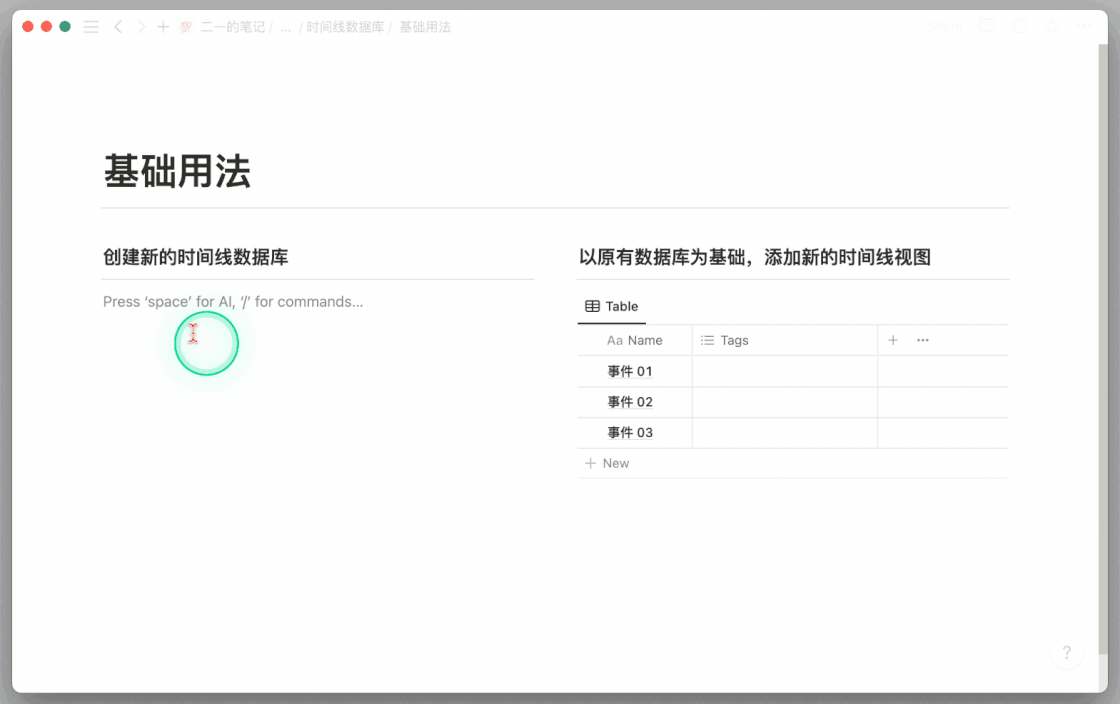 二一的笔记 / ... / 时间线数据库 / 基础用法
Share
基础用法
创建新的时间线数据库
Press ‘space’ for AI, ‘/’ for commands...
以原有数据库为基础，添加新的时间线视图
Table
Aa Name Tags
事件 01
事件 02
事件 03
New
?